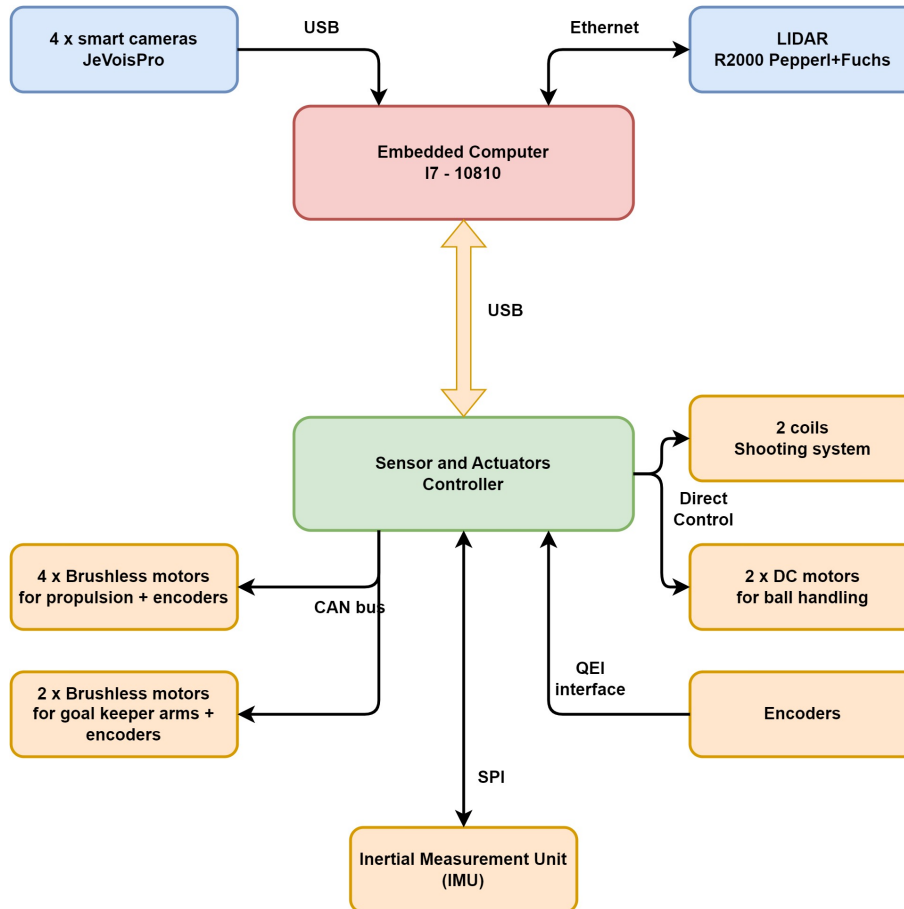 4 x smart cameras
JeVoisPro
USB
Ethernet
LIDAR
R2000 Pepperl+Fuchs
Embedded Computer
I7 - 10810
USB
Sensor and Actuators
Controller
2 coils
Shooting system
Direct
Control
4 x Brushless motors
for propulsion + encoders
CAN bus
2 x DC motors
for ball handling
2 x Brushless motors
for goal keeper arms +
encoders
QEI
interface
Encoders
SPI
Inertial Measurement Unit
(IMU)